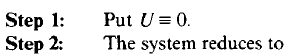 Step 1: Put U ≡ 0.
Step 2: The system reduces to